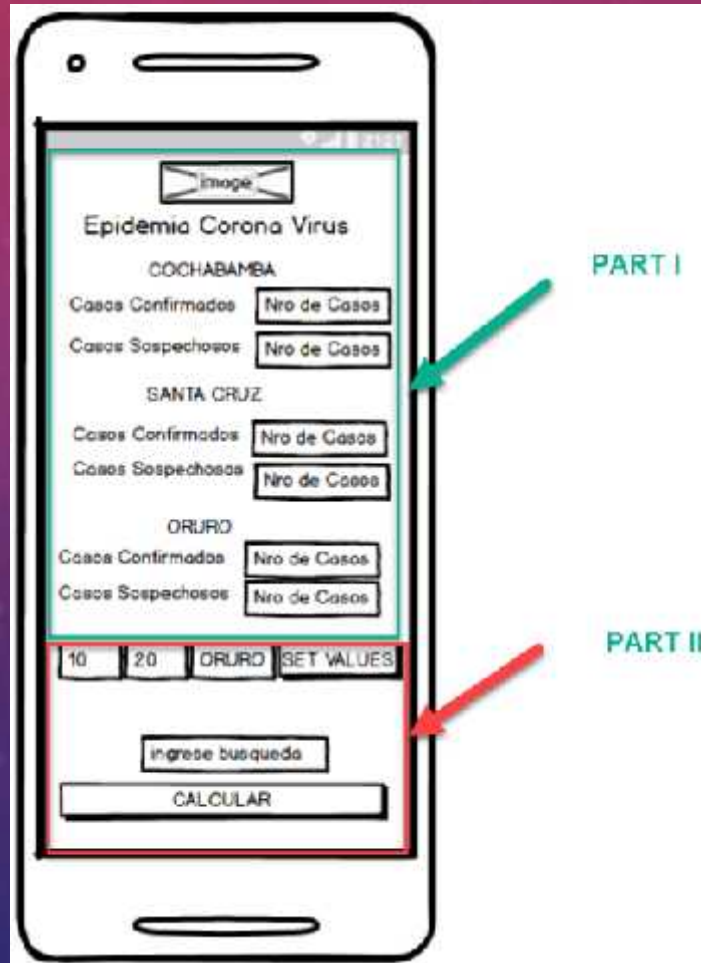 Image
Epidemia Corona Virus
COCHABAMBA
Casos Confirmados Nro de Casos
Casos Sospechosos Nro de Casos
SANTA CRUZ
Casos Confirmados Nro de Casos
Casos Sospechosos Nro de Casos
ORURO
Casos Confirmados Nro de Casos
Casos Sospechosos Nro de Casos
10 20 ORURO SET VALUES
ingrese busqueda
CALCULAR
PART I
PART II